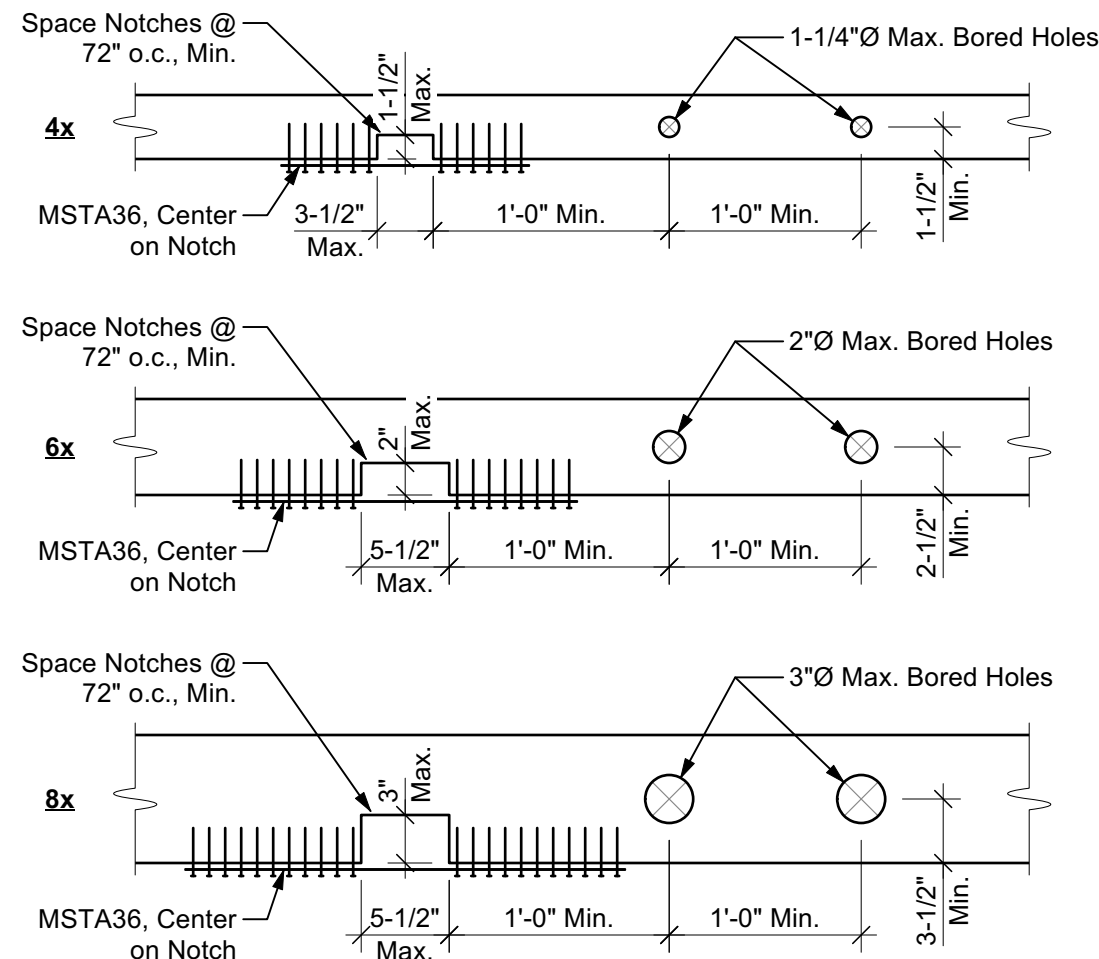 Space Notches @
72" o.c., Min.
1-1/2"
Max.
1-1/4"Ø Max. Bored Holes
4x
MSTA36, Center
on Notch
3-1/2"
Max.
1'-0" Min.
1'-0" Min.
1-1/2"
Min.
Space Notches @
72" o.c., Min.
2"
Max.
2"Ø Max. Bored Holes
6x
MSTA36, Center
on Notch
5-1/2"
Max.
1'-0" Min.
1'-0" Min.
2-1/2"
Min.
Space Notches @
72" o.c., Min.
3"
Max.
3"Ø Max. Bored Holes
8x
MSTA36, Center
on Notch
5-1/2"
Max.
1'-0" Min.
1'-0" Min.
3-1/2"
Min.